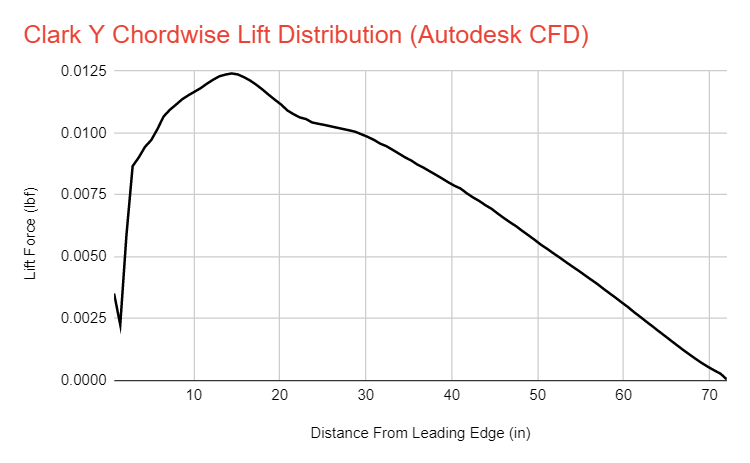 Clark Y Chordwise Lift Distribution (Autodesk CFD)
0.0125
0.0100
0.0075
0.0050
0.0025
0.0000
Lift Force (lbf)
10 20 30 40 50 60 70
Distance From Leading Edge (in)